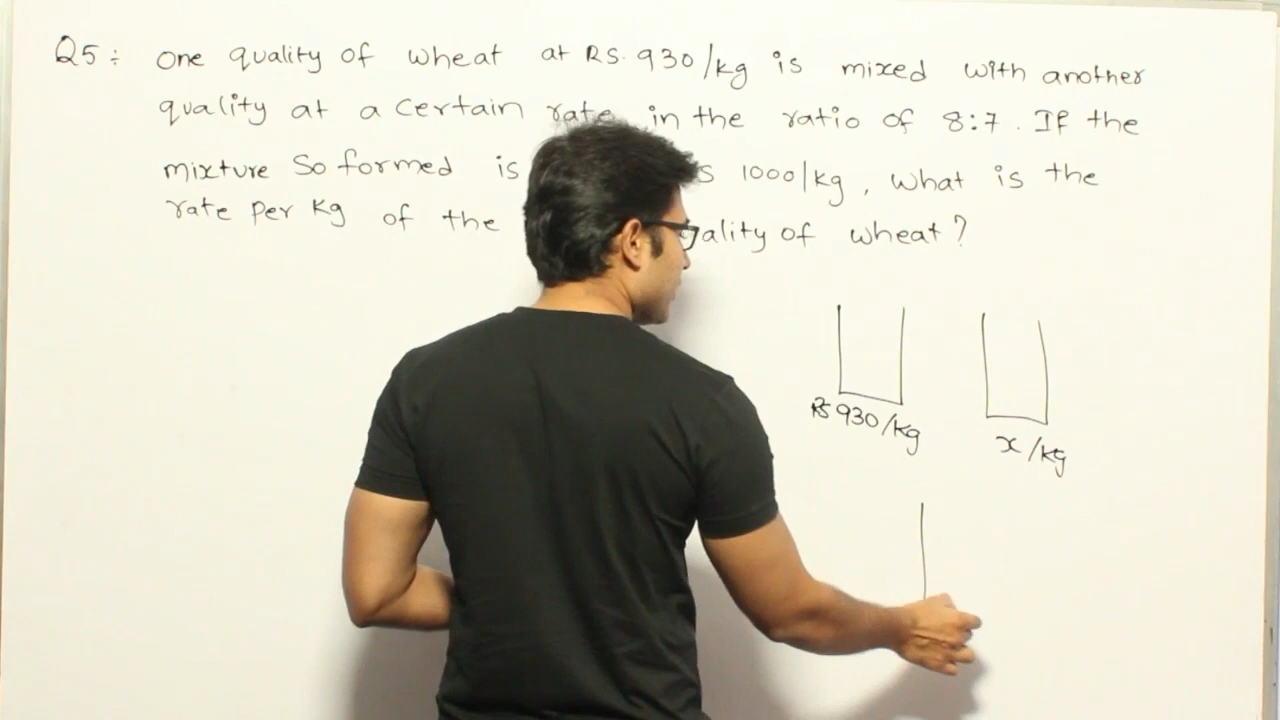 Q5: One quality of wheat at RS. 930/kg is mixed with another
quality at a certain rate in the ratio of 8:7. If the
mixture so formed is 1000/kg, what is the
rate per kg of the of wheat?
RS 930/kg
x/kg